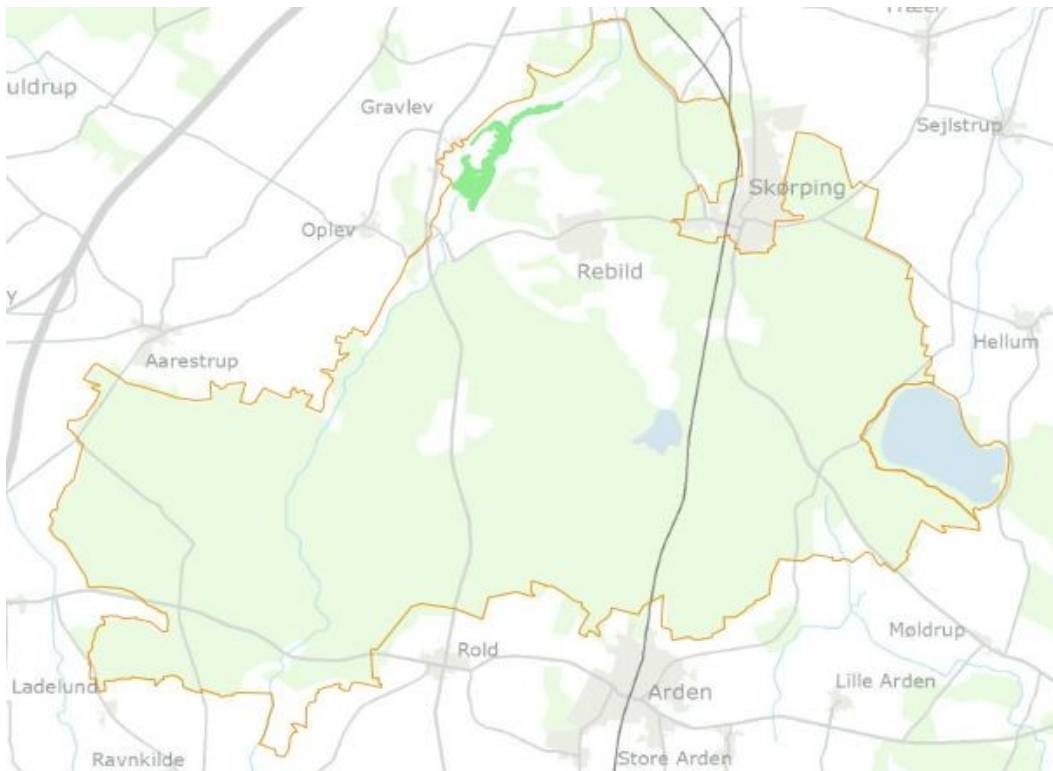 uldrup
Gravlev
Sejlstrup
Skørping
Oplev
Rebild
y
Hellum
Aarestrup
Møldrup
Rold
Lille Arden
Ladelund
Arden
Ravnkilde
Store Arden